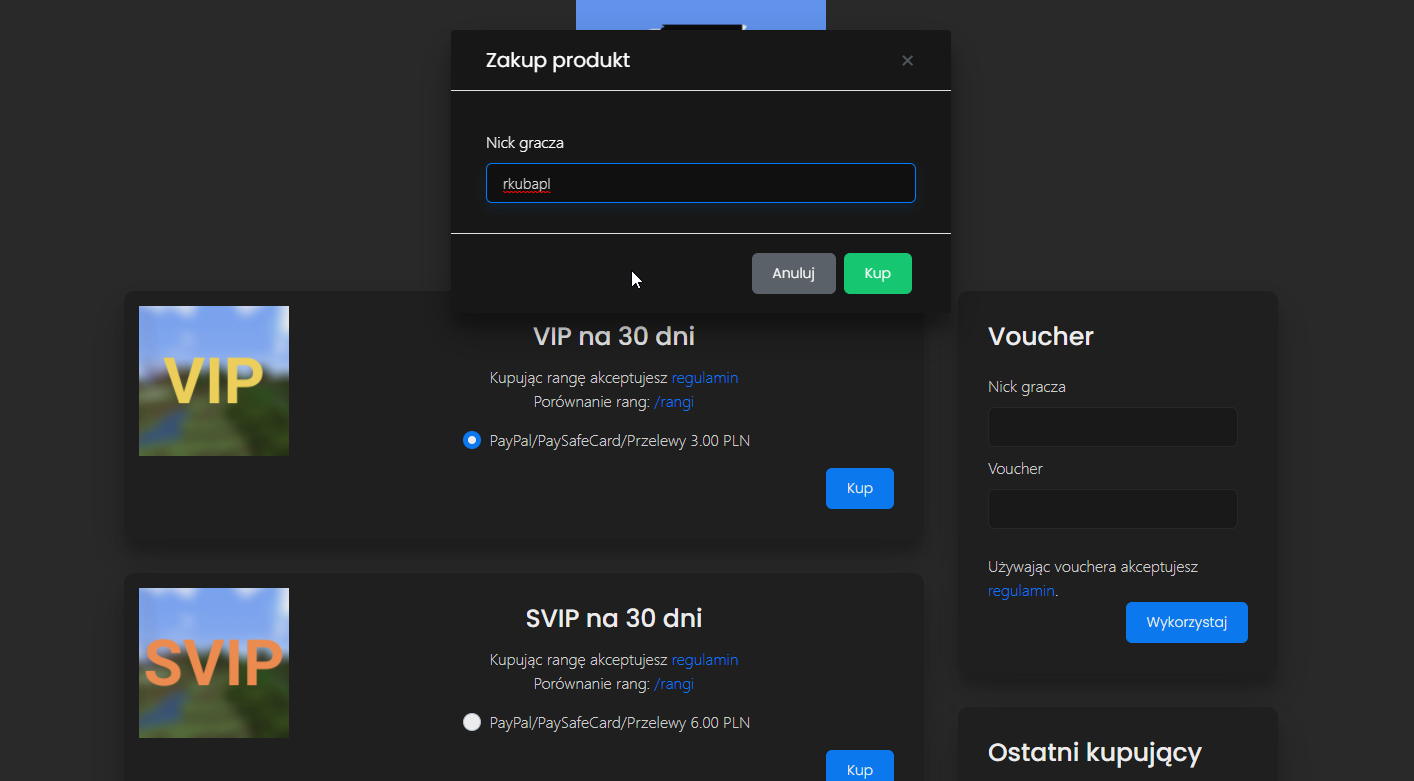 Zakup produkt
×
Nick gracza
rkubapl
Anuluj
Kup
VIP
VIP na 30 dni
Kupując rangę akceptujesz regulamin
Porównanie rang: /rangi
PayPal/PaySafeCard/Przelewy 3.00 PLN
Kup
SVIP
SVIP na 30 dni
Kupując rangę akceptujesz regulamin
Porównanie rang: /rangi
PayPal/PaySafeCard/Przelewy 6.00 PLN
Kup
Voucher
Nick gracza
Voucher
Używając vouchera akceptujesz
regulamin.
Wykorzystaj
Ostatni kupujący